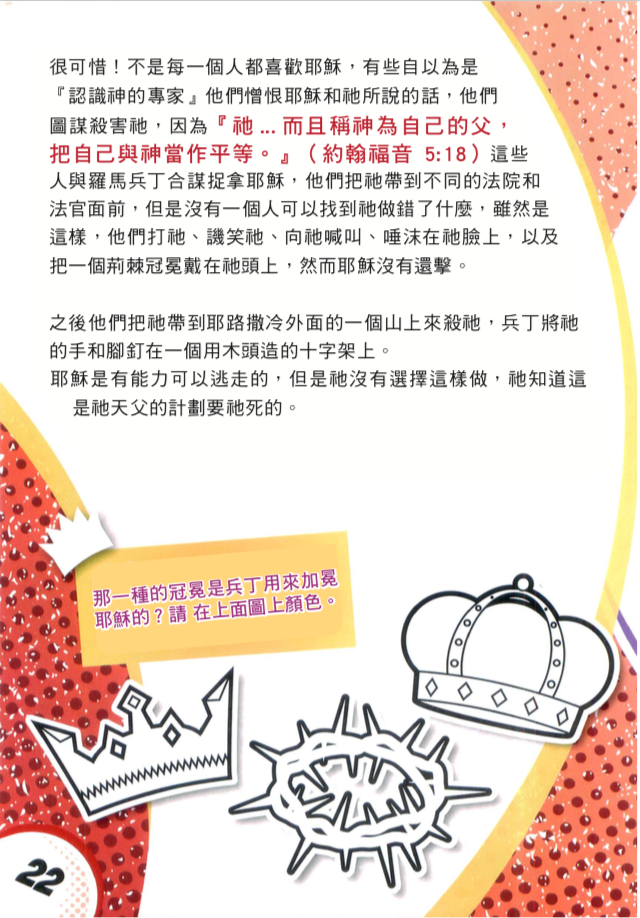 很可惜！不是每一個人都喜歡耶穌，有些自以為是
『認識神的專家』他們憎恨耶穌和祂所說的話，他們
圖謀殺害祂，因為『祂 ... 而且稱神為自己的父，
把自己與神當作平等。』（約翰福音 5:18）這些
人與羅馬兵丁合謀捉拿耶穌，他們把祂帶到不同的法院和
法官面前，但是沒有一個人可以找到祂做錯了什麼，雖然是
這樣，他們打祂、譏笑祂、向祂喊叫、唾沫在祂臉上，以及
把一個荊棘冠冕戴在祂頭上，然而耶穌沒有還擊。
之後他們把祂帶到耶路撒冷外面的一個山上來殺祂，兵丁將祂
的手和腳釘在一個用木頭造的十字架上。
耶穌是有能力可以逃走的，但是祂沒有選擇這樣做，祂知道這
是祂天父的計劃要祂死的。
那一種的冠冕是兵丁用來加冕
耶穌的？請 在上面圖上顏色。
22